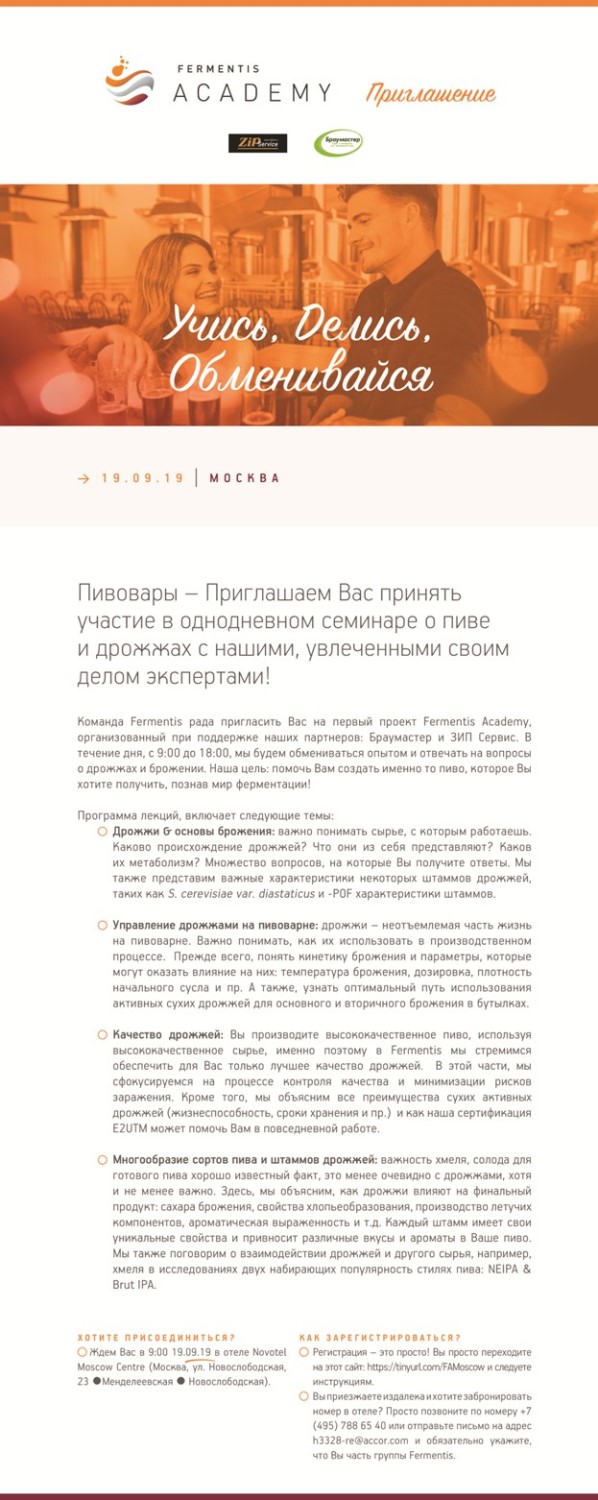 FERMENTIS
ACADEMY
Приглашение
ZiP Service
Браумастер
Учись, Делись,
Обменивайся
→ 19.09.19 | МОСКВА
Пивовары – Приглашаем Вас принять
участие в однодневном семинаре о пиве
и дрожжах с нашими, увлеченными своим
делом экспертами!
Команда Fermentis рада пригласить Вас на первый проект Fermentis Academy,
организованный при поддержке наших партнеров: Браумастер и ЗИП Сервис. В
течение дня, с 9:00 до 18:00, мы будем обмениваться опытом и отвечать на вопросы
о дрожжах и брожении. Наша цель: помочь Вам создать именно то пиво, которое Вы
хотите получить, познав мир ферментации!
Программа лекций, включает следующие темы:
Дрожжи & основы брожения: важно понимать сырье, с которым работаешь.
Каково происхождение дрожжей? Что они из себя представляют? Каков
их метаболизм? Множество вопросов, на которые Вы получите ответы. Мы
также представим важные характеристики некоторых штаммов дрожжей,
таких как S. cerevisiae var. diastaticus и -POF характеристики штаммов.
Управление дрожжами на пивоварне: дрожжи – неотъемлемая часть жизнь
на пивоварне. Важно понимать, как их использовать в производственном
процессе. Прежде всего, понять кинетику брожения и параметры, которые
могут оказать влияние на них: температура брожения, дозировка, плотность
начального сусла и пр. А также, узнать оптимальный путь использования
активных сухих дрожжей для основного и вторичного брожения в бутылках.
Качество дрожжей: Вы производите высококачественное пиво, используя
высококачественное сырье, именно поэтому в Fermentis мы стремимся
обеспечить для Вас только лучшее качество дрожжей. В этой части, мы
сфокусируемся на процессе контроля качества и минимизации рисков
заражения. Кроме того, мы объясним все преимущества сухих активных
дрожжей (жизнеспособность, сроки хранения и пр.) и как наша сертификация
E2UTM может помочь Вам в повседневной работе.
Многообразие сортов пива и штаммов дрожжей: важность хмеля, солода для
готового пива хорошо известный факт, это менее очевидно с дрожжами, хотя
и не менее важно. Здесь, мы объясним, как дрожжи влияют на финальный
продукт: сахара брожения, свойства хлопьеобразования, производство летучих
компонентов, ароматическая выраженность и т.д. Каждый штамм имеет свои
уникальные свойства и привносит различные вкусы и ароматы в Ваше пиво.
Мы также поговорим о взаимодействии дрожжей и другого сырья, например,
хмеля в исследованиях двух набирающих популярность стилях пива: NEIPA &
Brut IPA.
ХОТИТЕ ПРИСОЕДИНИТЬСЯ?
Ждем Вас в 9:00 19.09.19 в отеле Novotel
Moscow Centre (Москва, ул. Новослободская,
23 ●Менделеевская ● Новослободская).
КАК ЗАРЕГИСТРИРОВАТЬСЯ?
Регистрация – это просто! Вы просто переходите
на этот сайт: https://tinyurl.com/FAMoscow и следуете
инструкциям.
Вы приезжаете издалека и хотите забронировать
номер в отеле? Просто позвоните по номеру +7
(495) 788 65 40 или отправьте письмо на адрес
h3328-re@accor.com и обязательно укажите,
что Вы часть группы Fermentis.